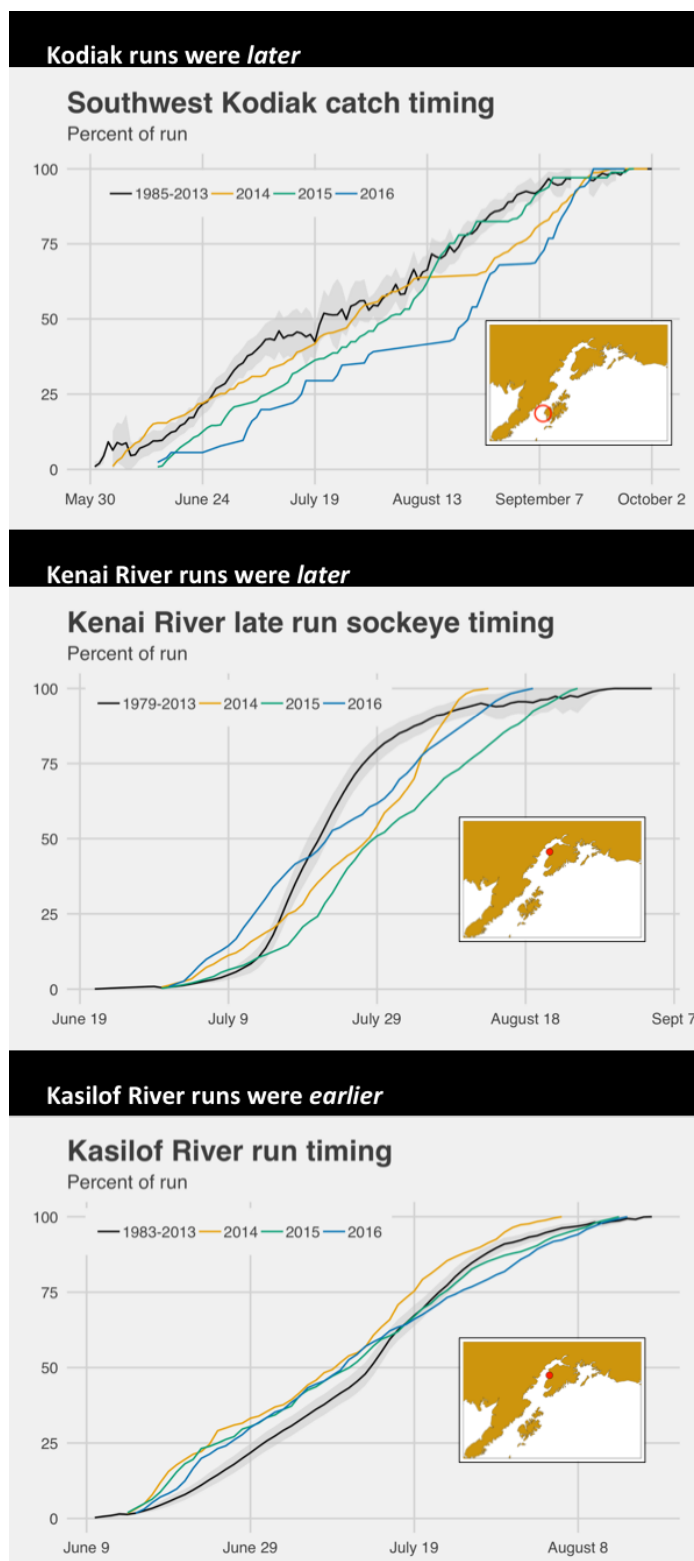 Kodiak runs were later
Southwest Kodiak catch timing
Percent of run
100
1985-2013 2014 2015 2016
75
50
25
0
May 30 June 24 July 19 August 13 September 7 October 2
Kenai River runs were later
Kenai River late run sockeye timing
Percent of run
100
1979-2013 2014 2015 2016
75
50
25
0
June 19 July 9 July 29 August 18 Sept 7
Kasilof River runs were earlier
Kasilof River run timing
Percent of run
100
1983-2013 2014 2015 2016
75
50
25
0
June 9 June 29 July 19 August 8